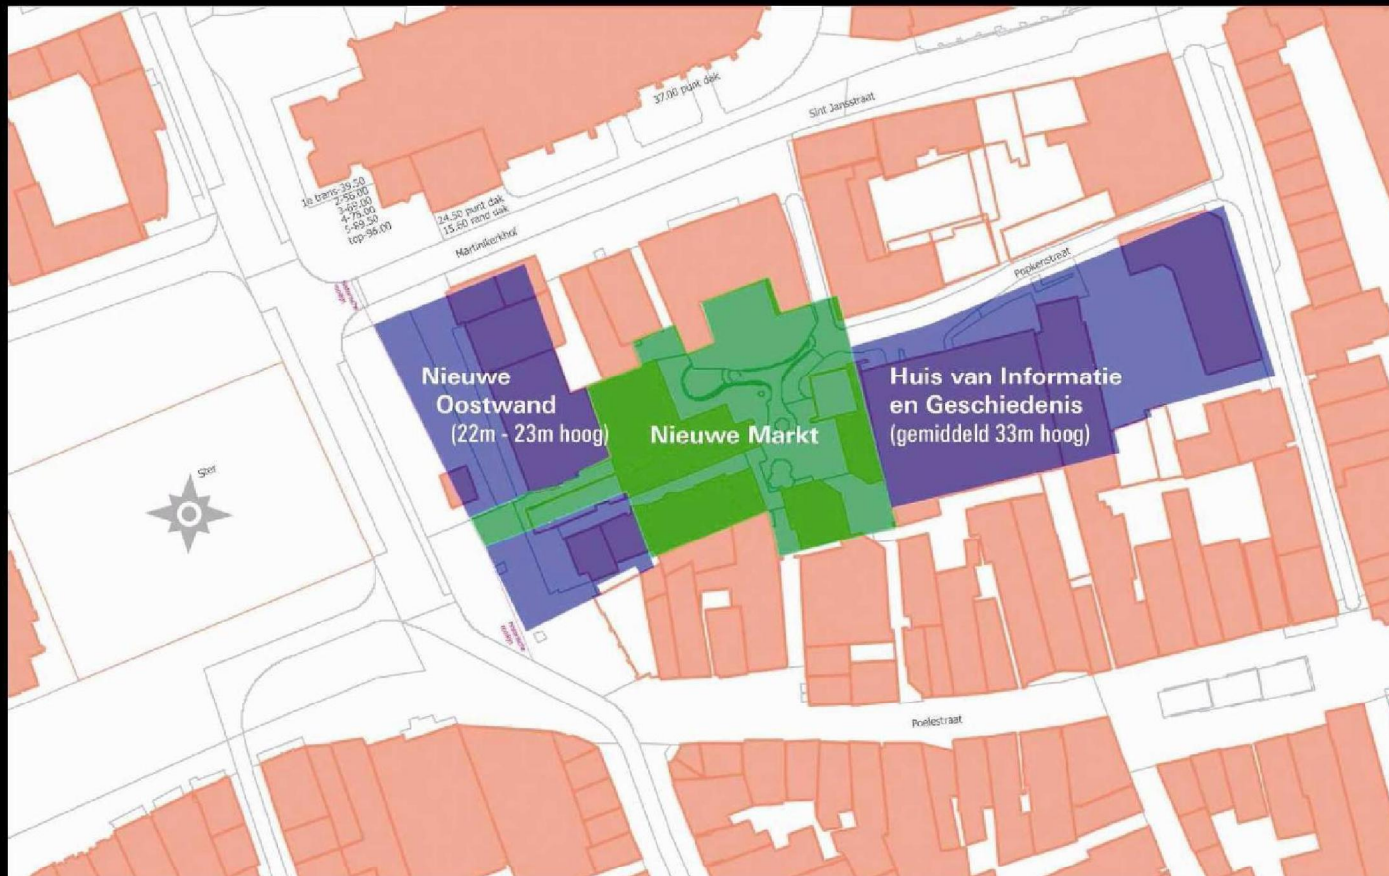 37.00 punt dak
Sint Jansstraat
1e trans-39.50
2-56.00
3-69.00
4-75.00
5-89.50
top-96.00
24.50 punt dak
15.60 rand dak
Martinikerkhof
Popkenstraat
Nieuwe
Oostwand
(22m - 23m hoog)
Nieuwe Markt
Huis van Informatie
en Geschiedenis
(gemiddeld 33m hoog)
Ster
Poelestraat